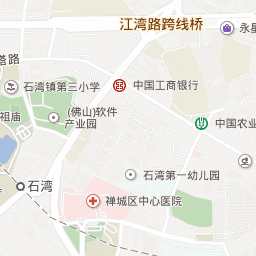 江湾路跨线桥
永星
塔路
石湾镇第三小学
中国工商银行
祖庙
(佛山)软件
产业园
中国农业
石湾第一幼儿园
石湾
禅城区中心医院